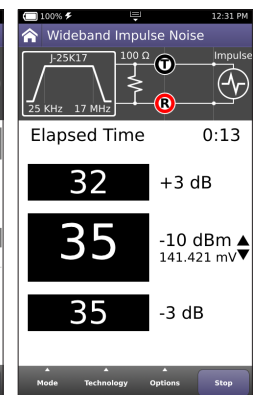 100% 12:31 PM
Wideband Impulse Noise
J-25K17 100 Ω T Impulse
25 KHz 17 MHz R
Elapsed Time 0:13
32 +3 dB
35 -10 dBm
141.421 mV
35 -3 dB
Mode Technology Options Stop